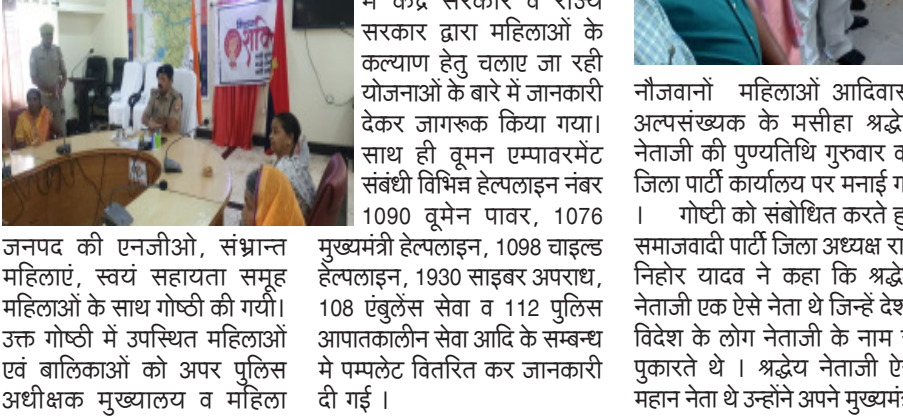 शक्ति
जनपद की एनजीओ, संभ्रान्त
महिलाएं, स्वयं सहायता समूह
महिलाओं के साथ गोष्ठी की गयी।
उक्त गोष्ठी में उपस्थित महिलाओं
एवं बालिकाओं को अपर पुलिस
अधीक्षक मुख्यालय व महिला
में केंद्र सरकार व राज्य
सरकार द्वारा महिलाओं के
कल्याण हेतु चलाए जा रही
योजनाओं के बारे में जानकारी
देकर जागरूक किया गया।
साथ ही वूमन एम्पावरमेंट
संबंधी विभिन्न हेल्पलाइन नंबर
1090 वूमेन पावर, 1076
मुख्यमंत्री हेल्पलाइन, 1098 चाइल्ड
हेल्पलाइन, 1930 साइबर अपराध,
108 एंबुलेंस सेवा व 112 पुलिस
आपातकालीन सेवा आदि के सम्बन्ध
मे पम्पलेट वितरित कर जानकारी
दी गई ।
नौजवानों महिलाओं
अल्पसंख्यक के मसीहा
नेताजी की पुण्यतिथि गुरुवार
जिला पार्टी कार्यालय पर मनाई
। गोष्टी को संबोधित करते
समाजवादी पार्टी जिला अध्यक्ष
निहोर यादव ने कहा कि
नेताजी एक ऐसे नेता थे जिन्हें
विदेश के लोग नेताजी के नाम
पुकारते थे । श्रद्धेय नेताजी
महान नेता थे उन्होंने अपने